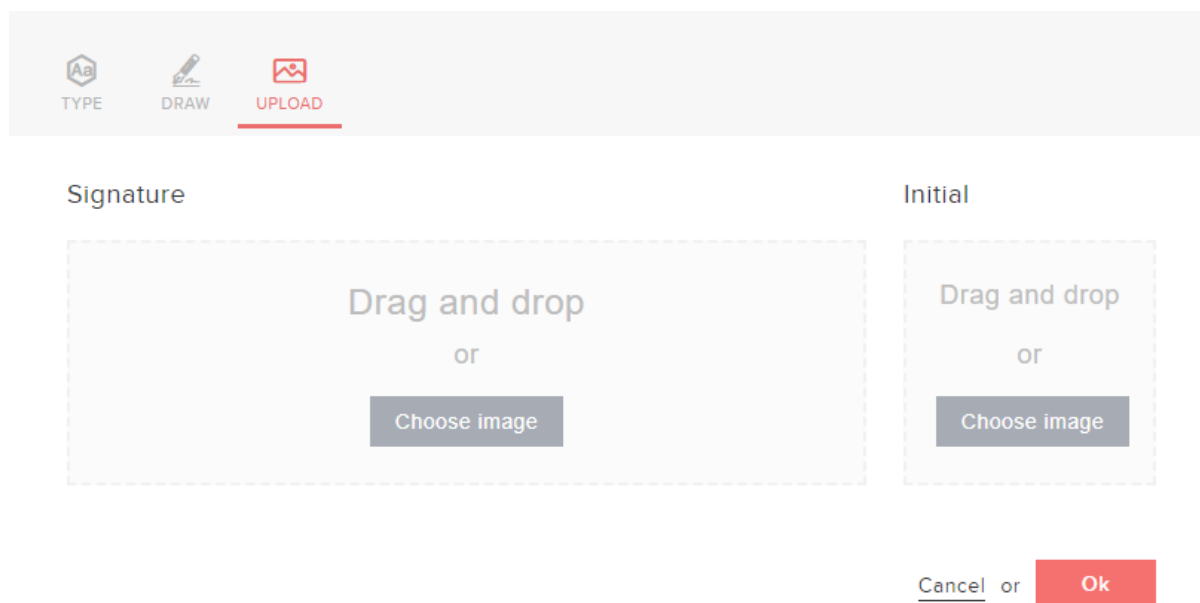 Aa
TYPE DRAW UPLOAD
Signature Initial
Drag and drop
or
Choose image
Drag and drop
or
Choose image
Cancel or Ok